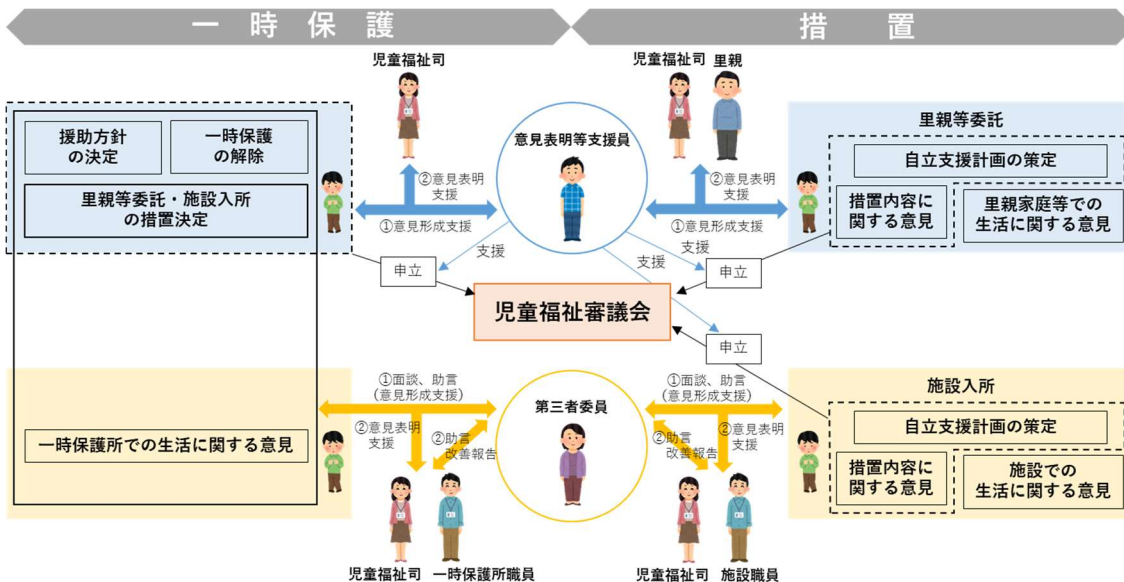 一時保護
措置
児童福祉司
児童福祉司
里親
意見表明等支援員
援助方針
の決定
一時保護
の解除
里親等委託・施設入所
の措置決定
②意見表明
支援
①意見形成支援
②意見表明
支援
①意見形成支援
里親等委託
自立支援計画の策定
措置内容に
関する意見
里親家庭等での
生活に関する意見
支援
支援
支援
申立
申立
児童福祉審議会
申立
①面談、助言
(意見形成支援)
②意見表明
支援
②助言
改善報告
第三者委員
①面談、助言
(意見形成支援)
②意見表明
支援
②助言
改善報告
一時保護所での生活に関する意見
施設入所
自立支援計画の策定
措置内容に
関する意見
施設での
生活に関する意見
児童福祉司
一時保護所職員
児童福祉司
施設職員